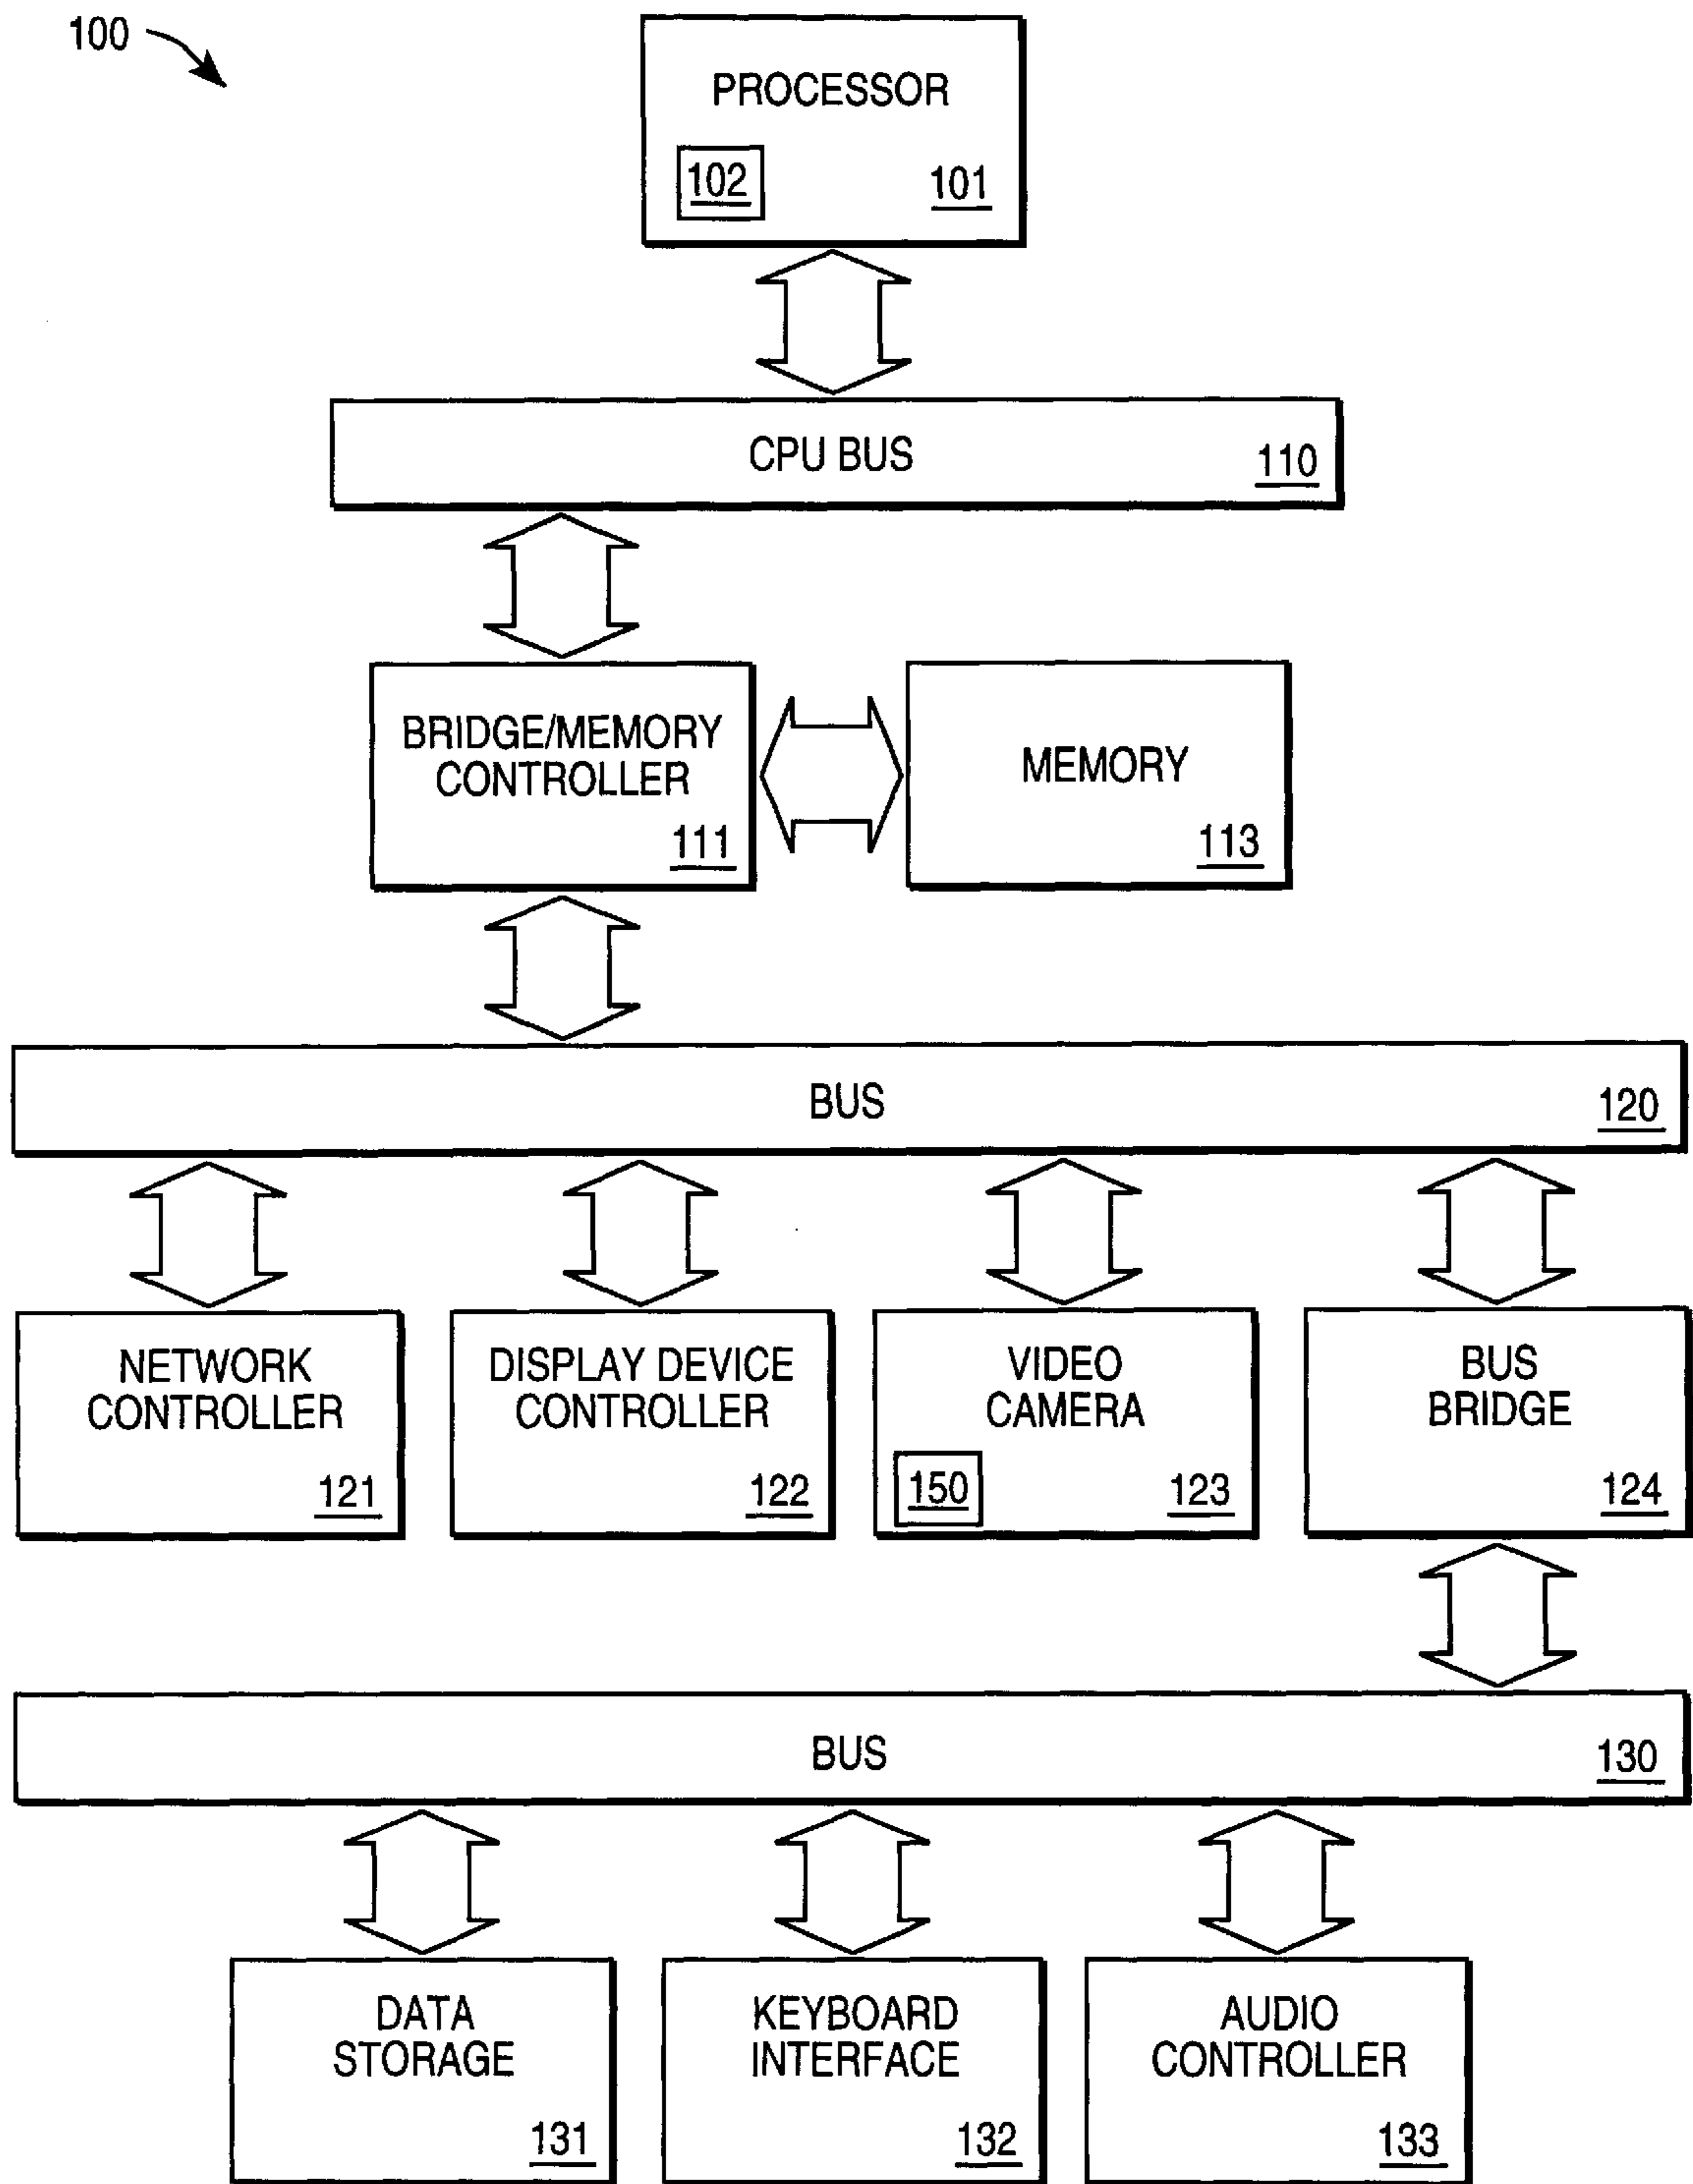 100
PROCESSOR
102
101
CPU BUS
110
BRIDGE/MEMORY
CONTROLLER
111
MEMORY
113
BUS
120
NETWORK
CONTROLLER
121
DISPLAY DEVICE
CONTROLLER
122
VIDEO
CAMERA
150
123
BUS
BRIDGE
124
BUS
130
DATA
STORAGE
131
KEYBOARD
INTERFACE
132
AUDIO
CONTROLLER
133